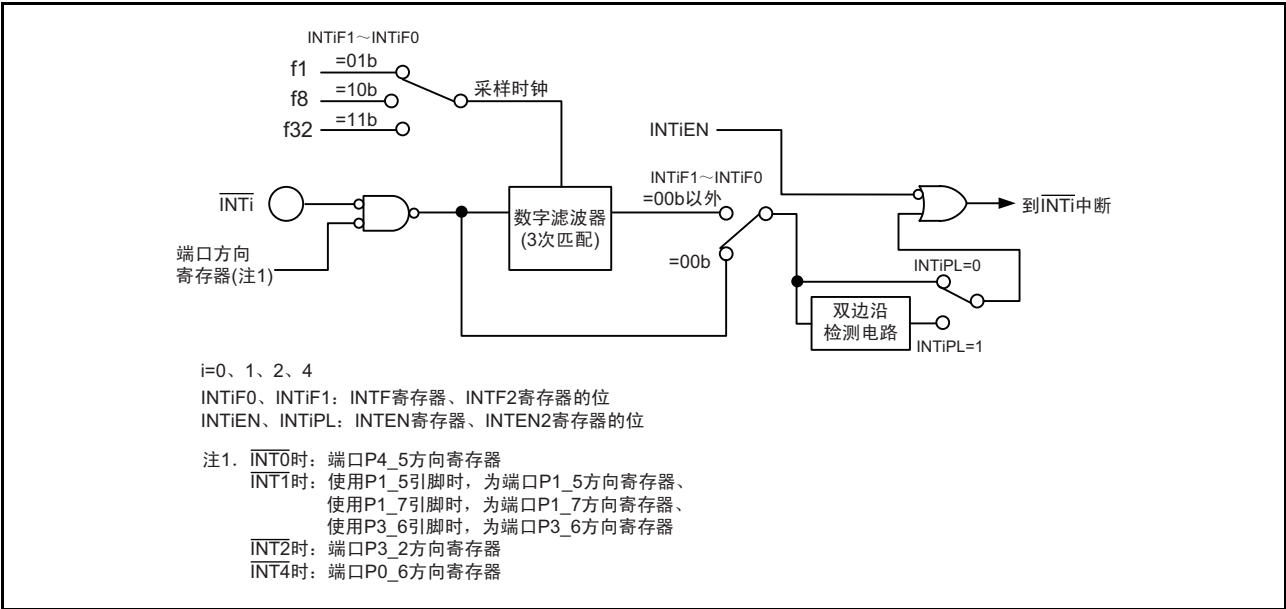 INTiF1～INTiF0
f1 =01b
f8 =10b
f32 =11b
采样时钟
INTi
端口方向
寄存器(注1)
数字滤波器
(3次匹配)
INTiEN
INTiF1～INTiF0
=00b以外
=00b
双边沿
检测电路
INTiPL=0
INTiPL=1
到INTi中断
i=0、1、2、4
INTiF0、INTiF1：INTF寄存器、INTF2寄存器的位
INTiEN、INTiPL：INTEN寄存器、INTEN2寄存器的位
注1. INT0时：端口P4_5方向寄存器
INT1时：使用P1_5引脚时，为端口P1_5方向寄存器、
使用P1_7引脚时，为端口P1_7方向寄存器、
使用P3_6引脚时，为端口P3_6方向寄存器
INT2时：端口P3_2方向寄存器
INT4时：端口P0_6方向寄存器